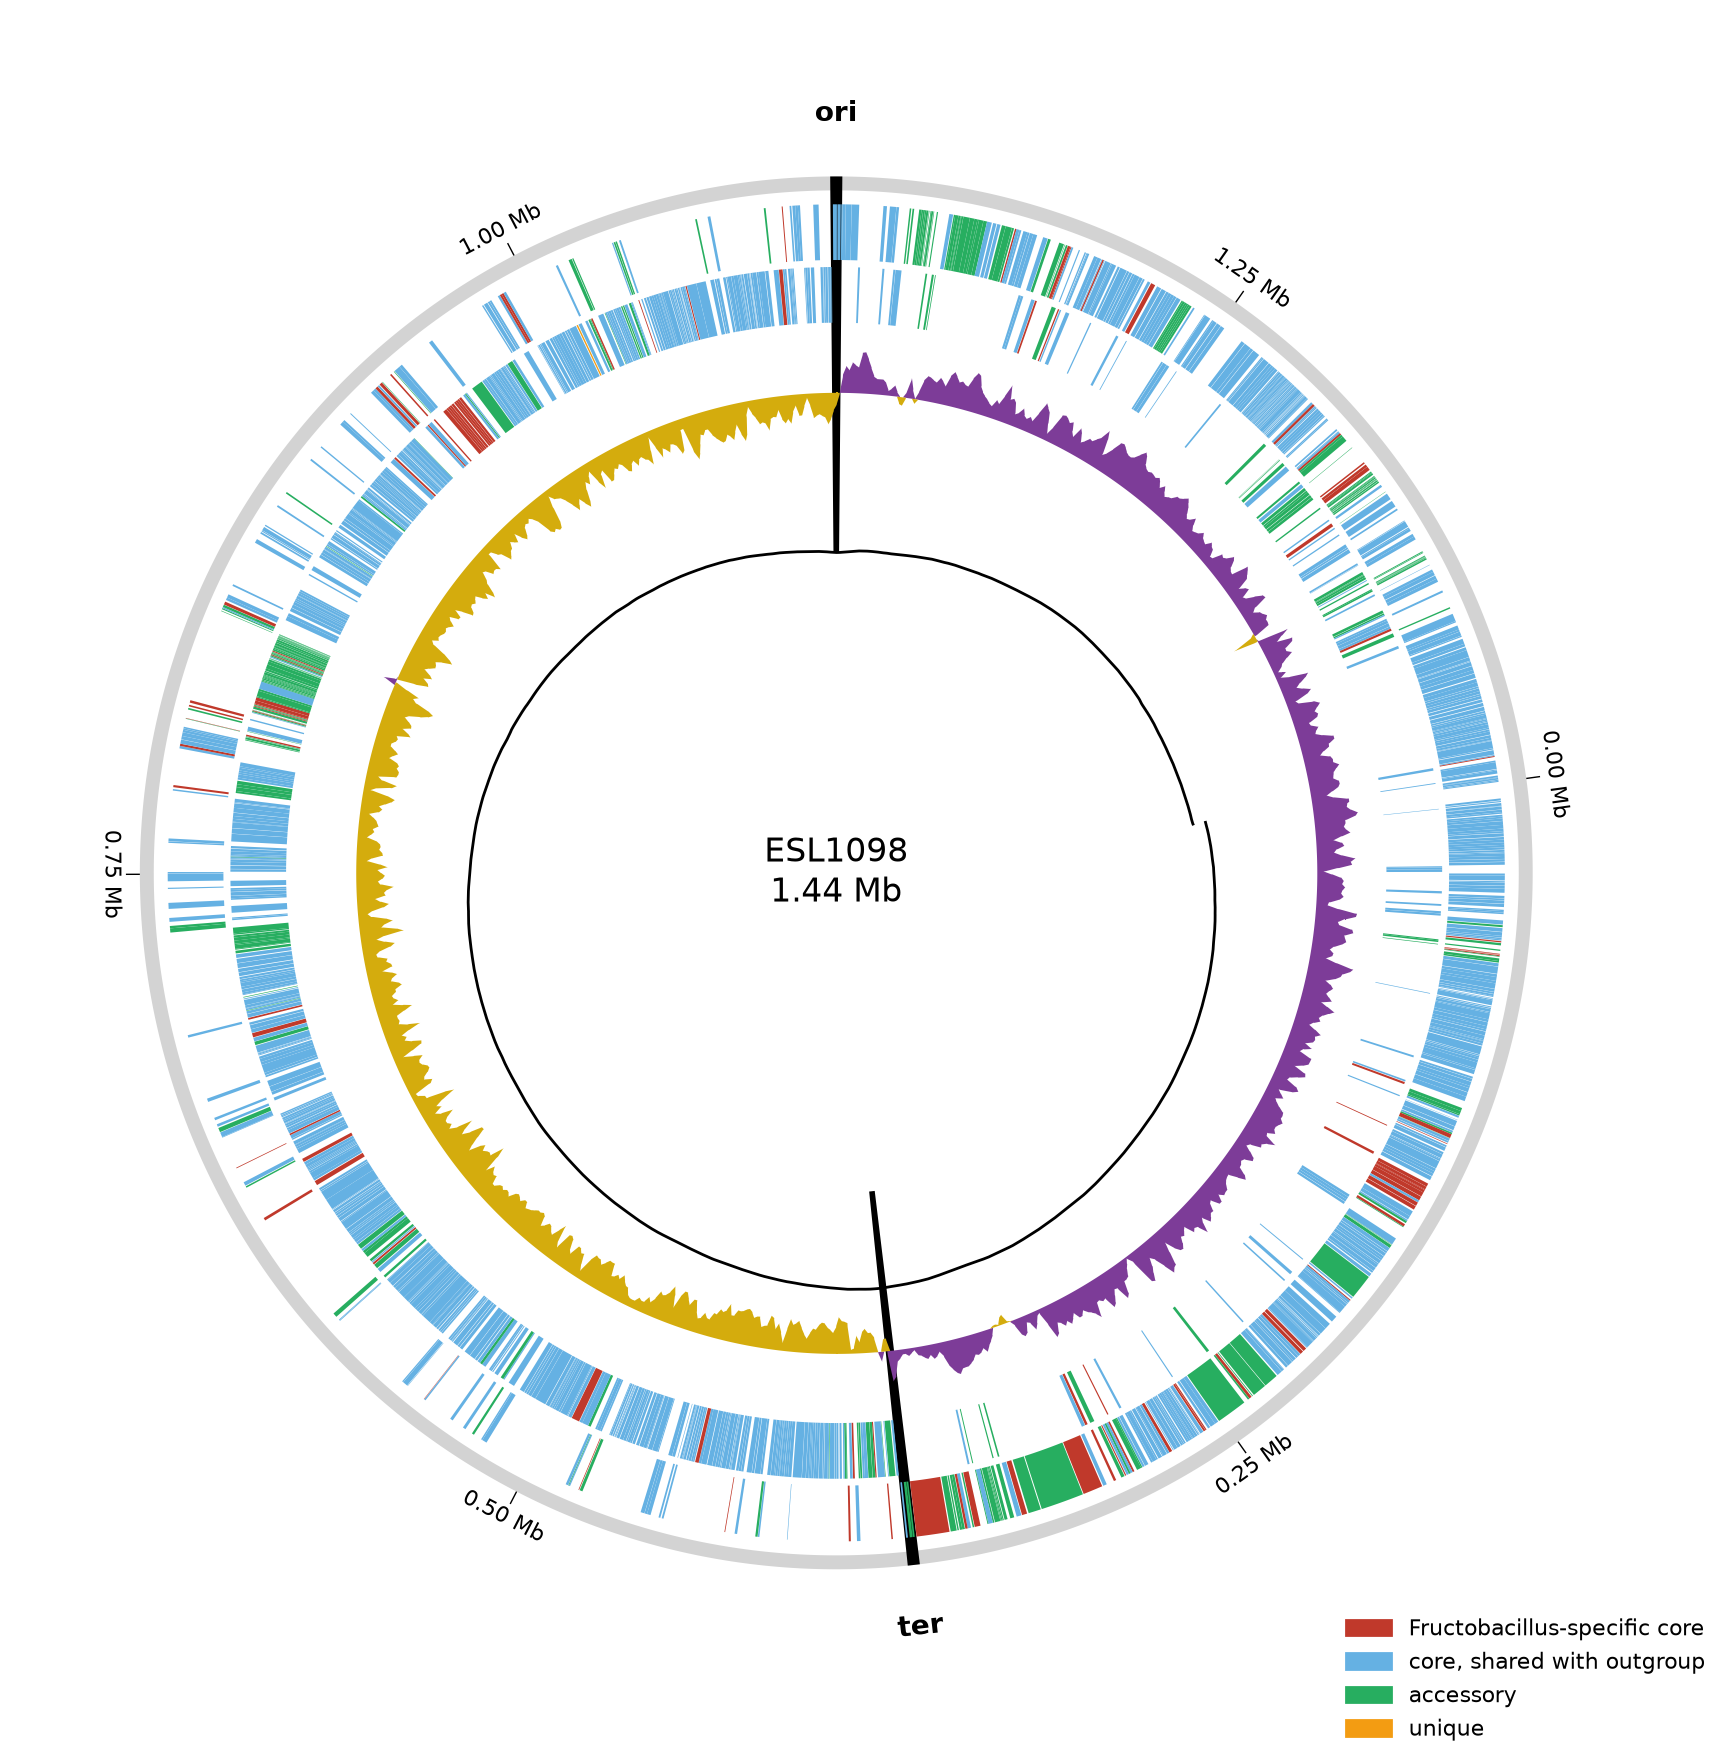 ori
1.00 Mb
1.25 Mb
0.00 Mb
0.75 Mb
ESL1098
1.44 Mb
0.25 Mb
0.50 Mb
ter
Fructobacillus-specific core
core, shared with outgroup
accessory
unique